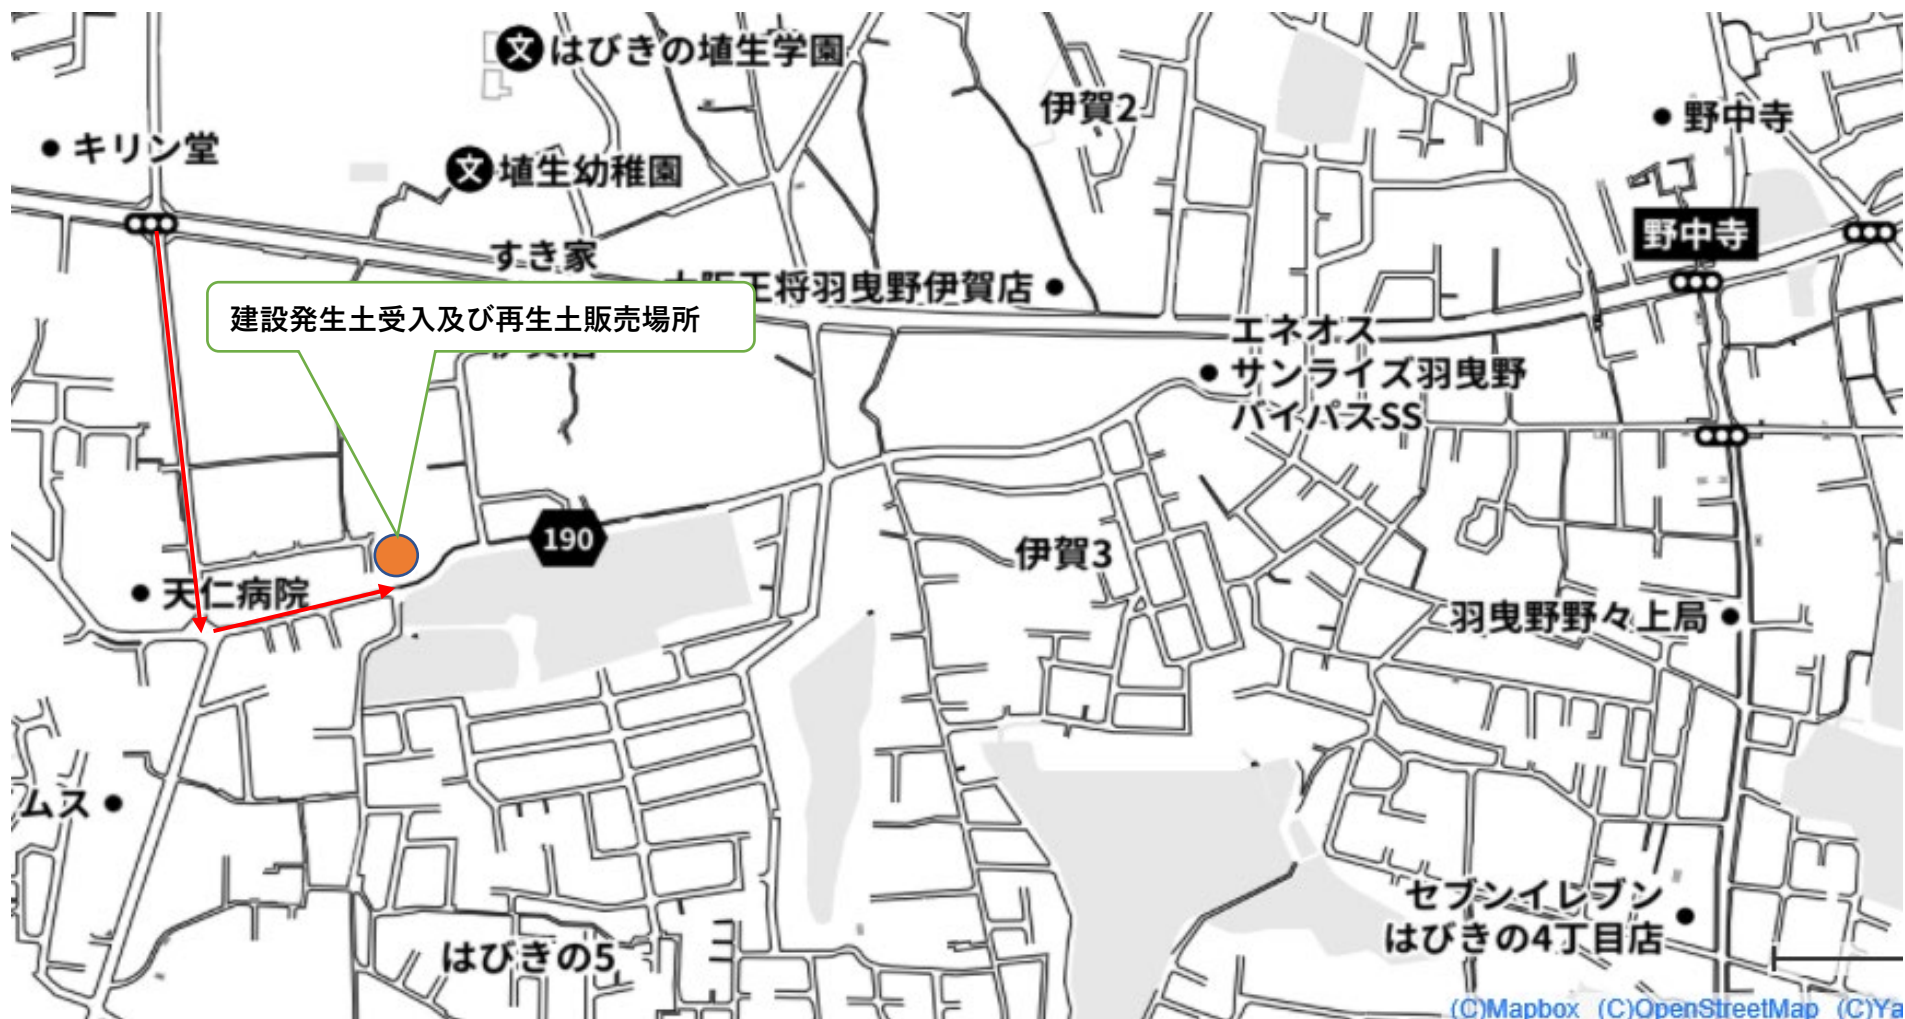 はびきの埴生学園
伊賀2
野中寺
キリン堂
埴生幼稚園
野中寺
すき家
王将羽曳野伊賀店
建設発生土受入及び再生土販売場所
エネオス
サンライズ羽曳野
バイパスSS
190
伊賀3
天仁病院
羽曳野野々上局
ムス
セブンイレブン
はびきの4丁目店
はびきの5
(C)Mapbox (C)OpenStreetMap (C)Ya